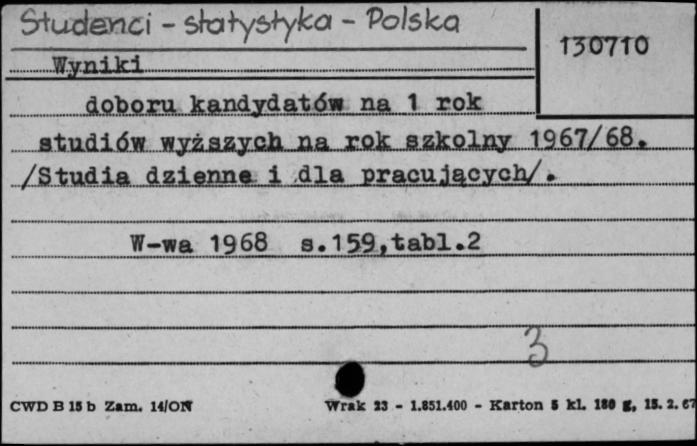 Studenci - statystyka - Polska
130710
Wyniki
doboru kandydatów na 1 rok
studiów wyższych na rok szkolny 1967/68.
/Studia dzienne i dla pracujących/.
W-wa 1968 s.159,tabl.2
3
CWD B 15 b Zam. 14/ON Wrak 23 - 1.851.400 - Karton 5 kl. 180 g, 15. 2. 67